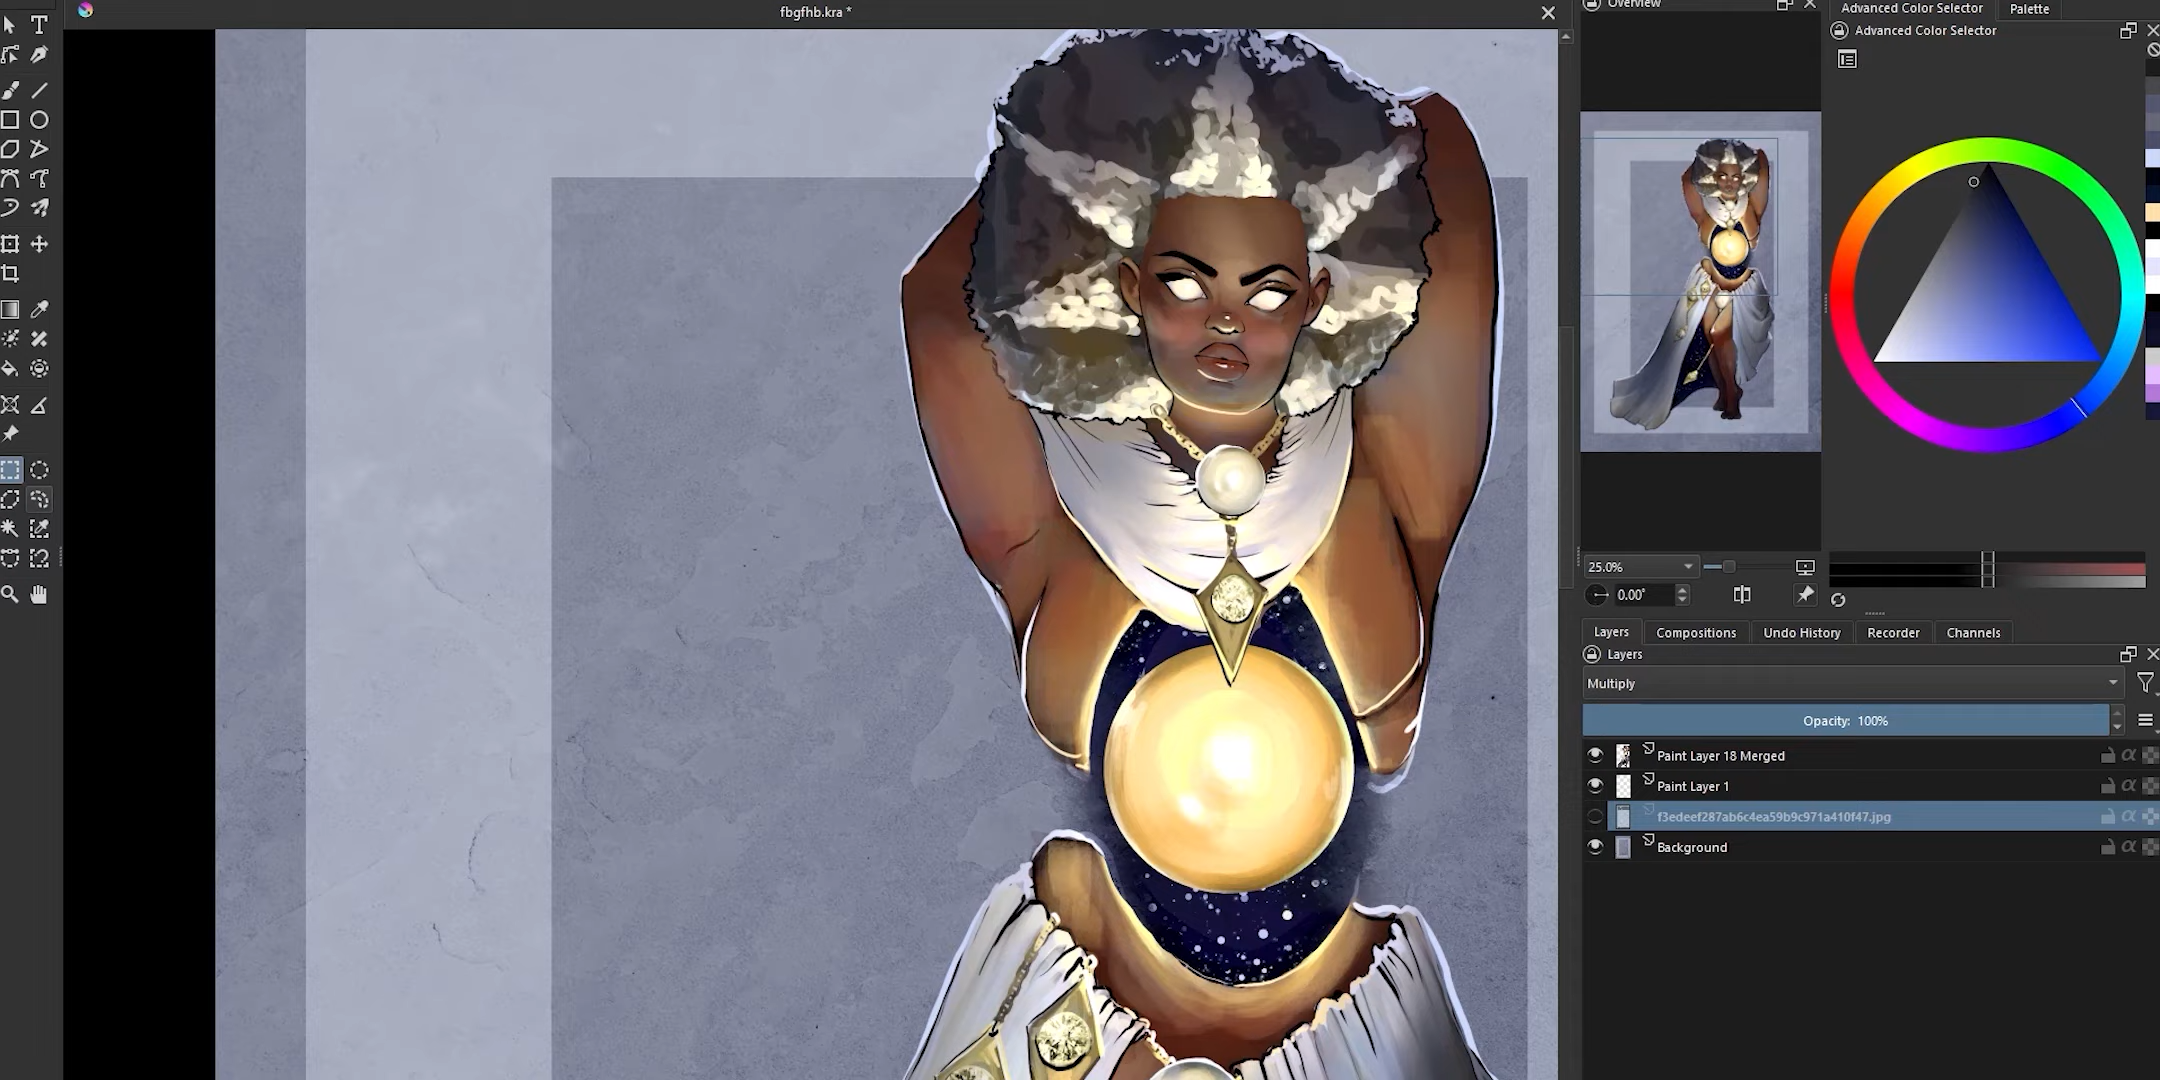 fbgfhb.kra *
Overview
Advanced Color Selector
Palette
Advanced Color Selector
25.0%
0.00°
Layers
Compositions
Undo History
Recorder
Channels
Layers
Multiply
Opacity: 100%
Paint Layer 18 Merged
Paint Layer 1
f3edeef287ab6c4ea59b9c971a410f47.jpg
Background